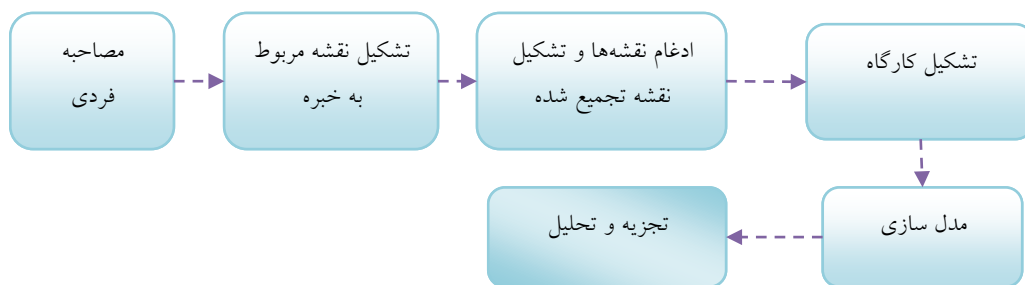 مصاحبه
فردی
تشکیل نقشه مربوط
به خبره
ادغام نقشه‌ها و تشکیل
نقشه تجمیع شده
تشکیل کارگاه
مدل سازی
تجزیه و تحلیل